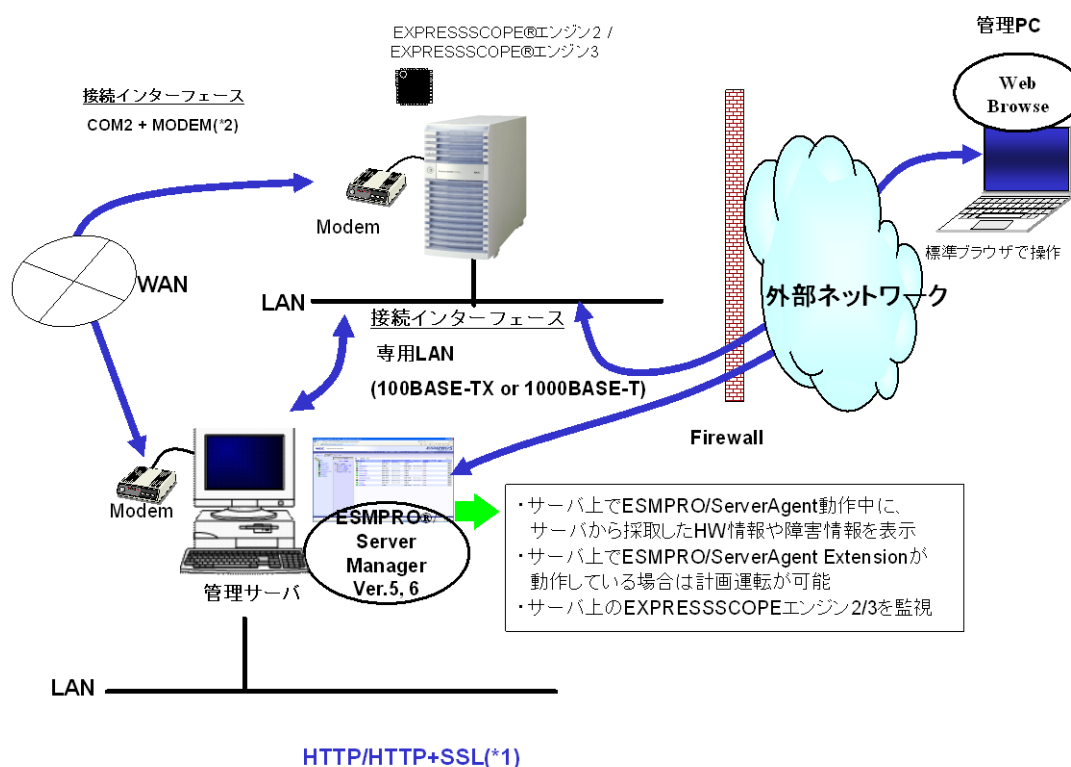 EXPRESSSCOPE®エンジン2 /
EXPRESSSCOPE®エンジン3
管理PC
Web
Browse
接続インターフェース
COM2 + MODEM(*2)
Modem
標準ブラウザで操作
WAN
外部ネットワーク
LAN
接続インターフェース
専用LAN
(100BASE-TX or 1000BASE-T)
Firewall
Modem
ESMPRO®/
Server
Manager
Ver.5, 6
管理サーバ
・サーバ上でESMPRO/ServerAgent動作中に、
サーバから採取したHW情報や障害情報を表示
・サーバ上でESMPRO/ServerAgent Extensionが
動作している場合は計画運転が可能
・サーバ上のEXPRESSSCOPEエンジン2/3を監視
LAN
HTTP/HTTP+SSL(*1)